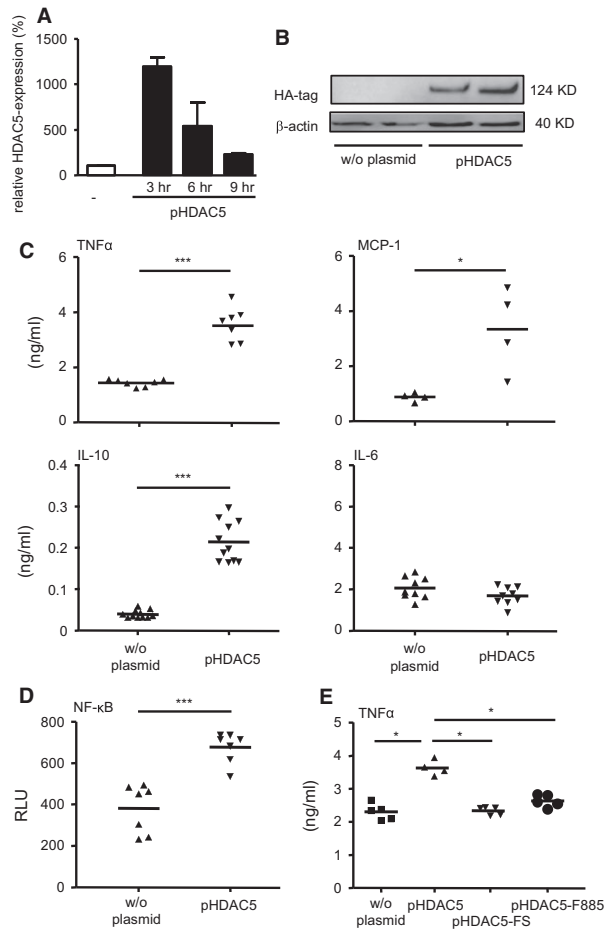 A
relative HDAC5-expression (%)
1500
1000
500
0
-
3 hr 6 hr 9 hr
pHDAC5
B
HA-tag
124 KD
β-actin
40 KD
w/o plasmid
pHDAC5
C
TNFα
(ng/ml)
6
4
2
0
***
MCP-1
6
4
2
0
*
IL-10
(ng/ml)
0.4
0.3
0.2
0.1
0
***
w/o
plasmid
pHDAC5
IL-6
8
6
4
2
0
w/o
plasmid
pHDAC5
D
NF-κB
RLU
800
600
400
200
0
***
w/o
plasmid
pHDAC5
E
TNFα
(ng/ml)
5
4
3
2
1
0
*
* *
w/o
plasmid
pHDAC5
pHDAC5-FS
pHDAC5-F885